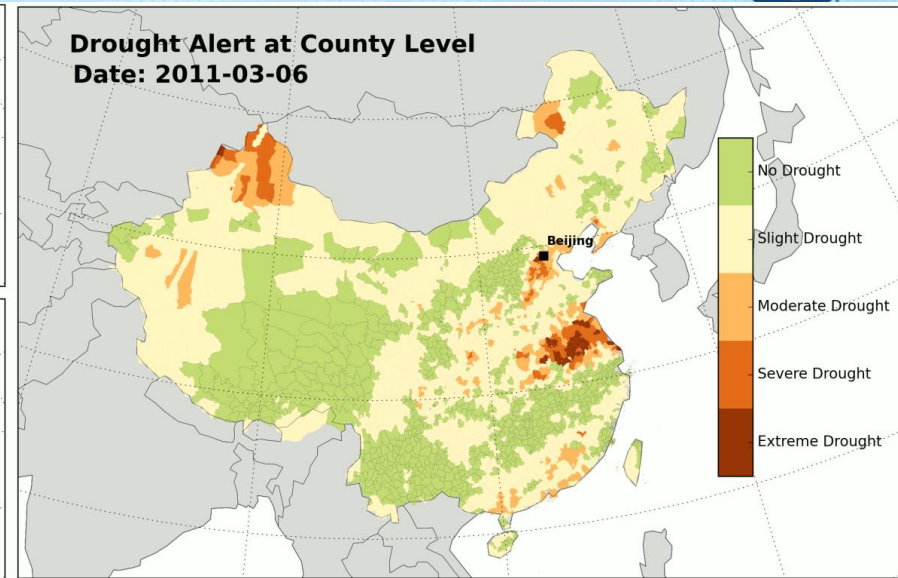 Drought Alert at County Level
Date: 2011-03-06
Beijing
No Drought
Slight Drought
Moderate Drought
Severe Drought
Extreme Drought